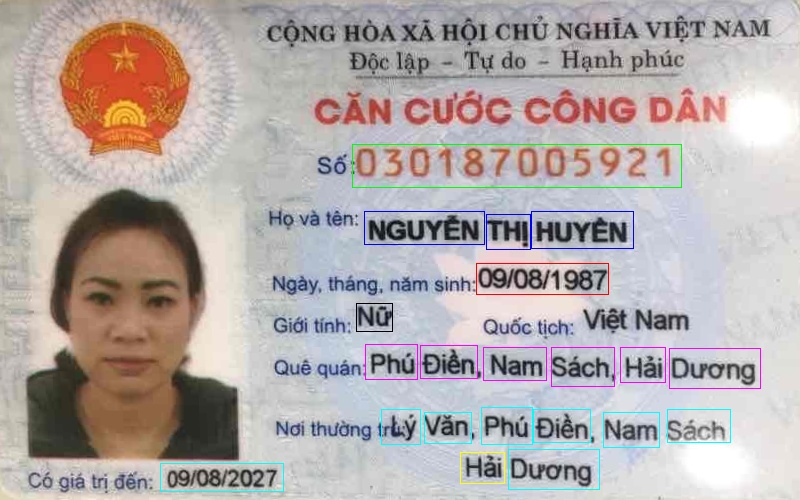 CỘNG HÒA XÃ HỘI CHỦ NGHĨA VIỆT NAM
Độc lập - Tự do - Hạnh phúc
CĂN CƯỚC CÔNG DÂN
Số: 030187005921
Họ và tên: NGUYỄN THỊ HUYÊN
Ngày, tháng, năm sinh: 09/08/1987
Giới tính: Nữ Quốc tịch: Việt Nam
Quê quán: Phú Điền, Nam Sách, Hải Dương
Nơi thường trú: Lý Văn, Phú Điền, Nam Sách
Hải Dương
Có giá trị đến: 09/08/2027